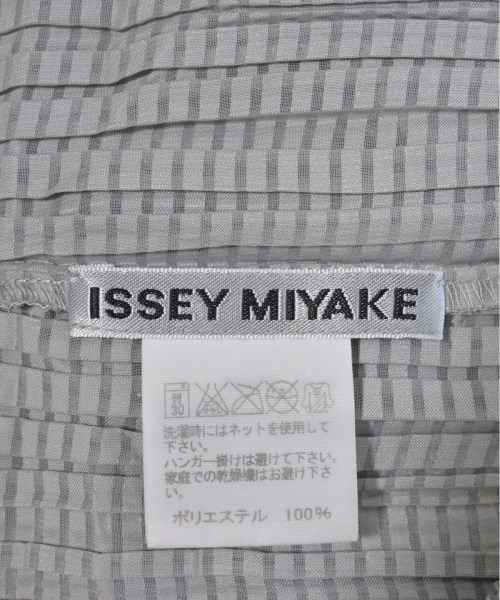 ISSEY MIYAKE
弱
30
洗濯時にはネットを使用して
下さい。
ハンガー掛けは避けて下さい。
家庭での乾燥機はお避け下さい。
ポリエステル 100%